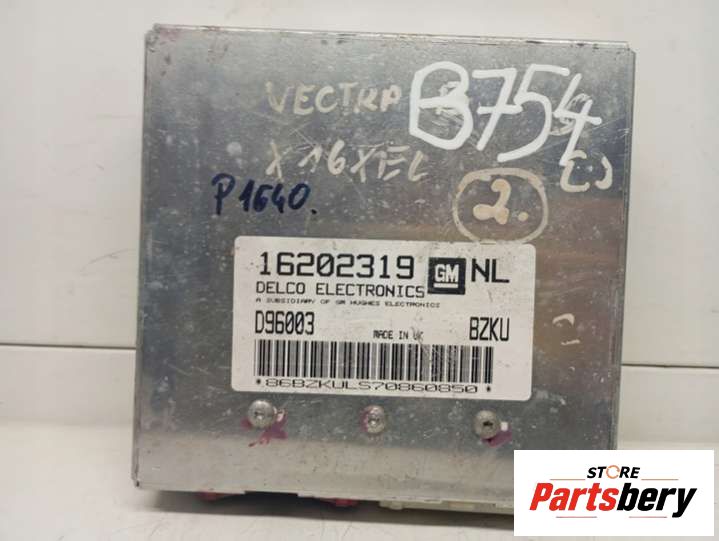 VECTRA B754
X16XEL
P1640.
2.
16202319 GM NL
DELCO ELECTRONICS
A SUBSIDIARY OF GM HUGHES ELECTRONICS
D96003 MADE IN UK BZKU
*86BZKULS70860850*
STORE
Partsbery